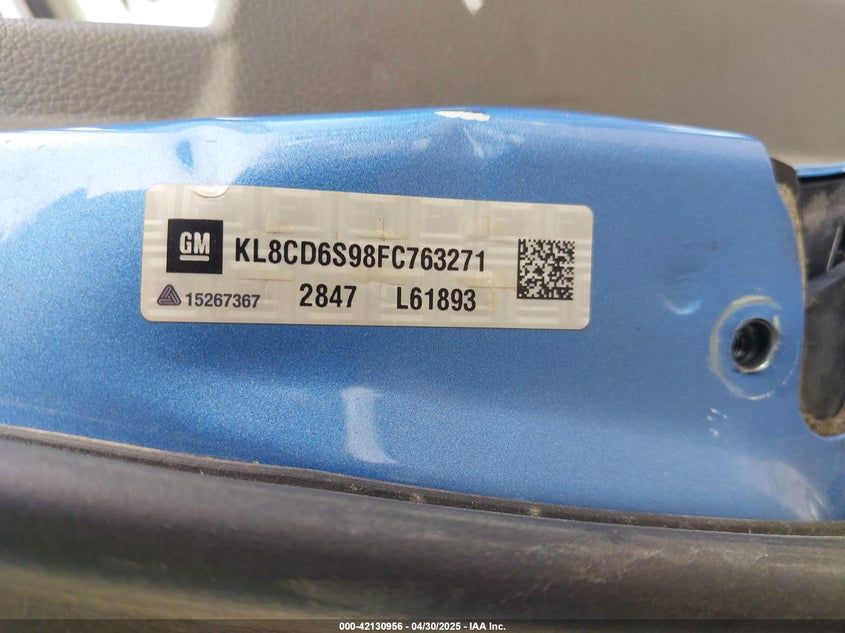 GM KL8CD6S98FC763271
15267367 2847 L61893
000-42130956 - 04/30/2025 - IAA Inc.